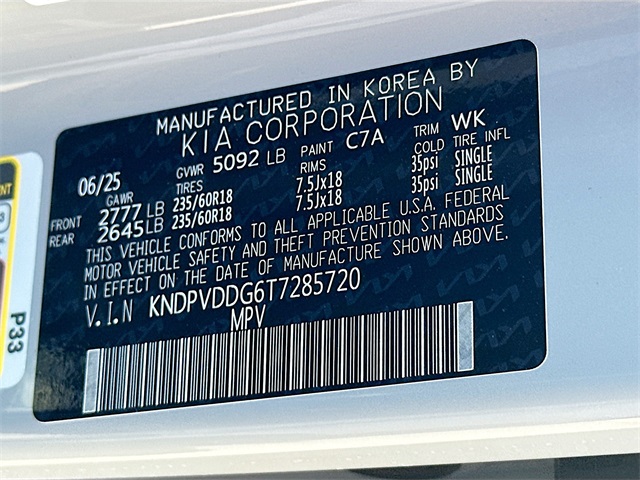 MANUFACTURED IN KOREA BY
KIA CORPORATION
06/25 GVWR 5092 LB PAINT C7A TRIM WK
GAWR TIRES RIMS COLD TIRE INFL
FRONT 2777 LB 235/60R18 7.5Jx18 35psi SINGLE
REAR 2645 LB 235/60R18 7.5Jx18 35psi SINGLE
THIS VEHICLE CONFORMS TO ALL APPLICABLE U.S.A. FEDERAL
MOTOR VEHICLE SAFETY AND THEFT PREVENTION STANDARDS
IN EFFECT ON THE DATE OF MANUFACTURE SHOWN ABOVE.
V.I.N KNDPVDDG6T7285720
MPV
P33